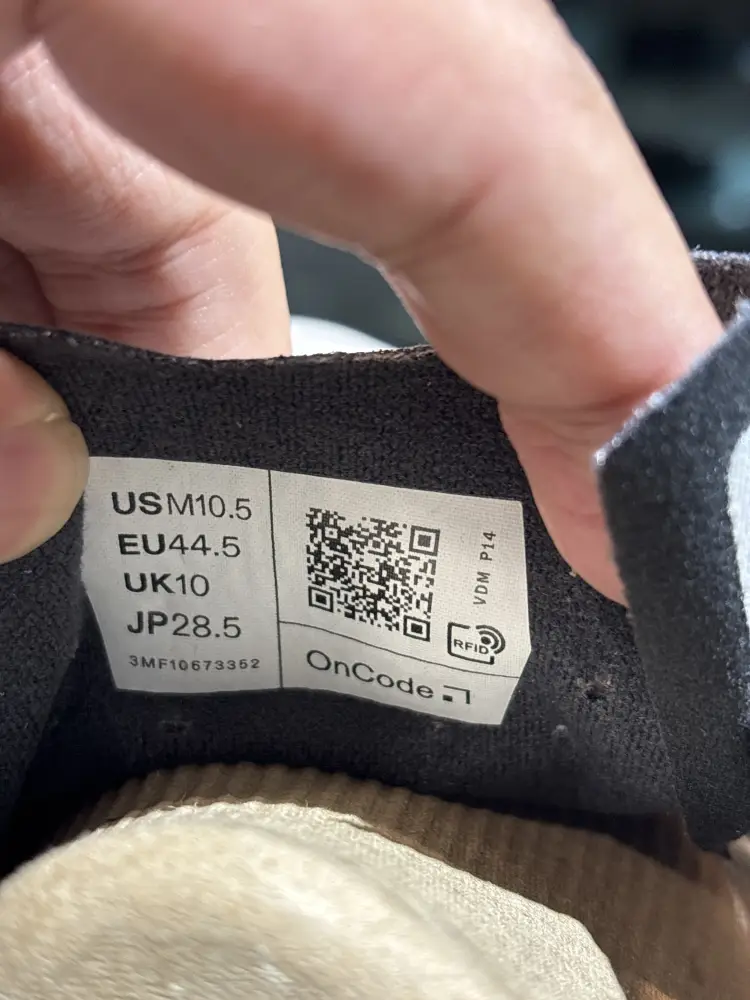 USM10.5
EU44.5
UK10
JP28.5
3MF10673352
VDM P14
RFID
OnCode